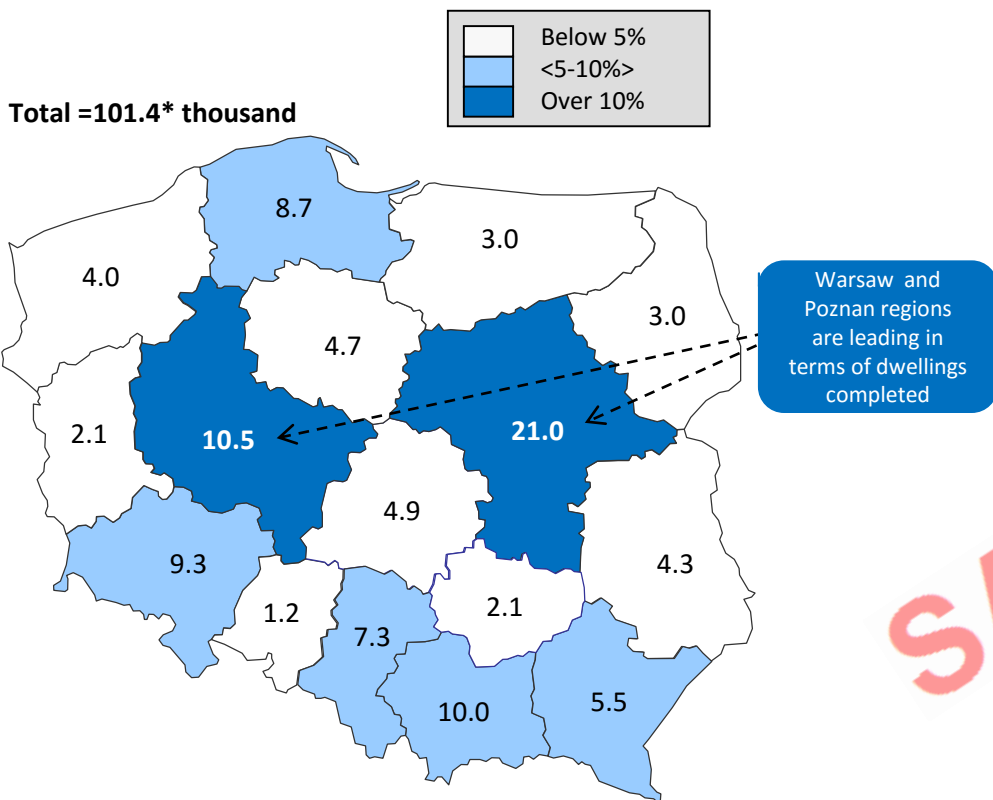 Below 5%
<5-10%>
Over 10%
Total =101.4* thousand
8.7
3.0
4.0
3.0
4.7
Warsaw and
Poznan regions
are leading in
terms of dwellings
completed
2.1
10.5
21.0
4.9
9.3
4.3
1.2
2.1
7.3
10.0
5.5